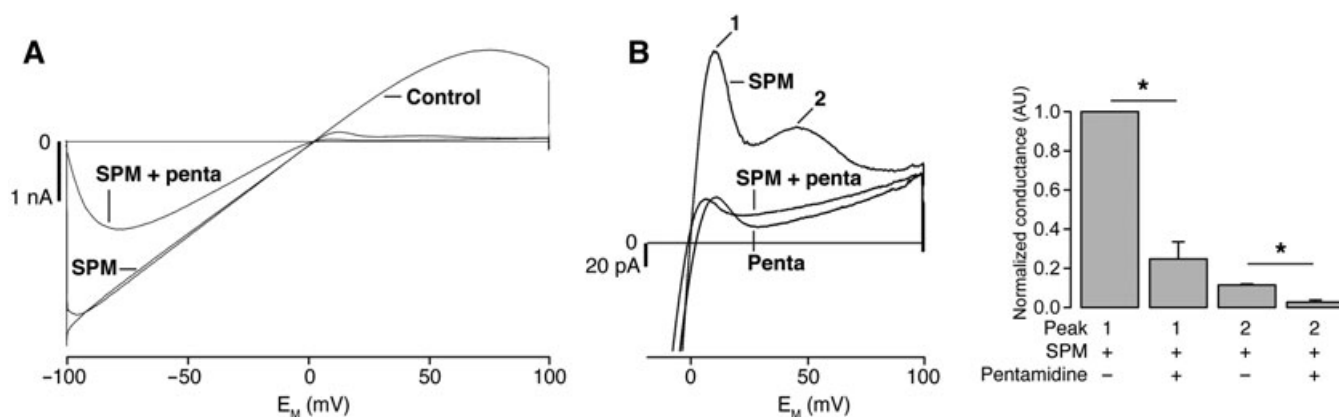 A
0
1 nA
Control
SPM + penta
SPM
−100
−50
0
50
100
E_M (mV)
B
1
SPM
2
SPM + penta
Penta
0
20 pA
0
50
100
E_M (mV)
Normalized conductance (AU)
1.0
0.8
0.6
0.4
0.2
0.0
*
*
Peak 1 1 2 2
SPM + + + +
Pentamidine − + − +